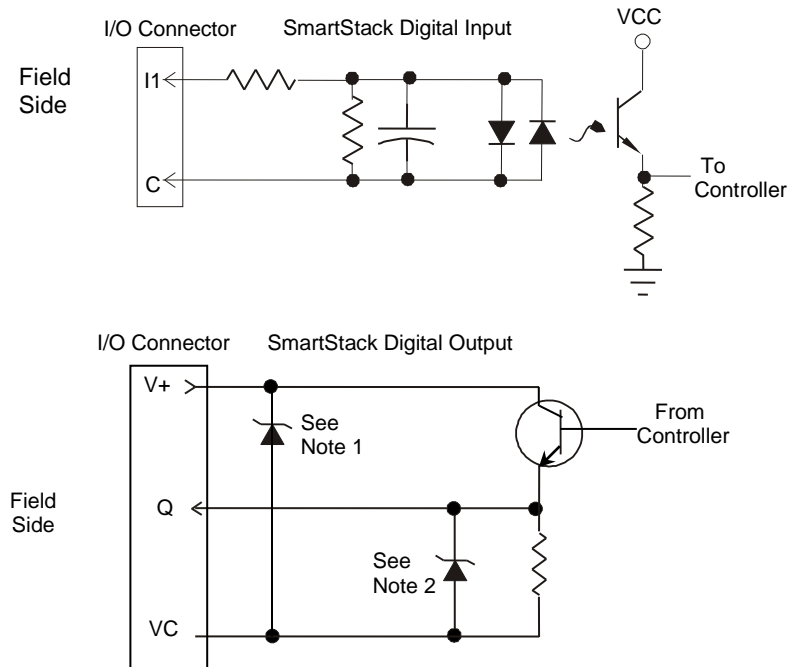 VCC
I/O Connector SmartStack Digital Input
I1
Field
Side
C
To
Controller
I/O Connector SmartStack Digital Output
V+
See
Note 1
From
Controller
Field
Side
Q
See
Note 2
VC